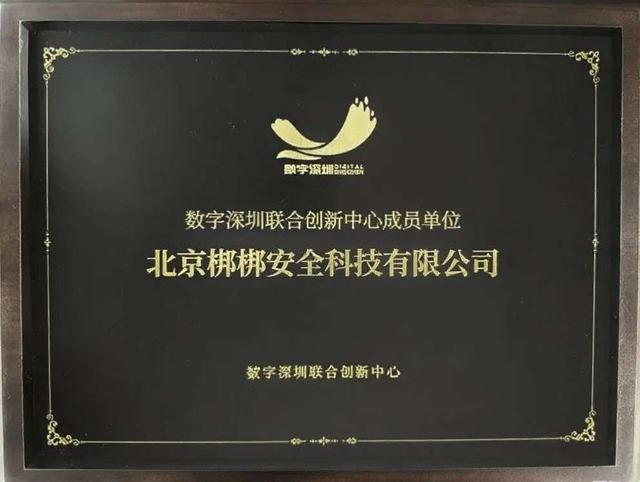 数字深圳 DIGITAL SHENZHEN
数字深圳联合创新中心成员单位
北京梆梆安全科技有限公司
数字深圳联合创新中心